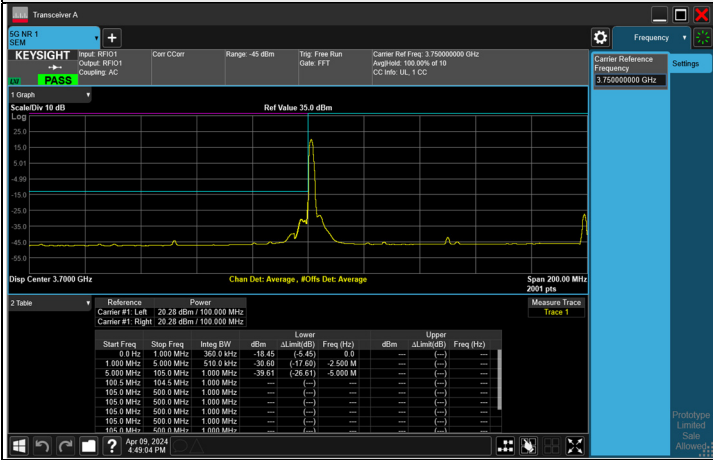 Transceiver A
5G NR 1
SEM
Frequency
KEYSIGHT
Input: RFIO1
Output: RFIO1
Coupling: AC
Corr CCorr
Range: -45 dBm
Trig: Free Run
Gate: FFT
Carrier Ref Freq: 3.750000000 GHz
Avg|Hold: 100.00% of 10
CC Info: UL, 1 CC
PASS
Carrier Reference
Frequency
3.750000000 GHz
Settings
1 Graph
Scale/Div 10 dB
Ref Value 35.0 dBm
Log
25.0
15.0
5.01
-4.99
-15.0
-25.0
-35.0
-45.0
-55.0
Disp Center 3.7000 GHz
Chan Det: Average, #Offs Det: Average
Span 200.00 MHz
2001 pts
2 Table
Reference Power
Carrier #1: Left 20.28 dBm / 100.000 MHz
Carrier #1: Right 20.28 dBm / 100.000 MHz
Measure Trace
Trace 1
Lower Upper
Start Freq Stop Freq Integ BW dBm ΔLimit(dB) Freq (Hz) dBm ΔLimit(dB) Freq (Hz)
0.0 Hz 1.000 MHz 360.0 kHz -18.45 (-5.45) 0.0 --- (---) ---
1.000 MHz 5.000 MHz 510.0 kHz -30.60 (-17.60) -2.500 M --- (---) ---
5.000 MHz 105.0 MHz 1.000 MHz -39.61 (-26.61) -5.000 M --- (---) ---
100.5 MHz 104.5 MHz 1.000 MHz --- (---) --- --- (---) ---
105.0 MHz 500.0 MHz 1.000 MHz --- (---) --- --- (---) ---
105.0 MHz 500.0 MHz 1.000 MHz --- (---) --- --- (---) ---
105.0 MHz 500.0 MHz 1.000 MHz --- (---) --- --- (---) ---
105.0 MHz 500.0 MHz 1.000 MHz --- (---) --- --- (---) ---
Prototype
Limited
Sale
Allowed
? Apr 09, 2024
4:49:04 PM